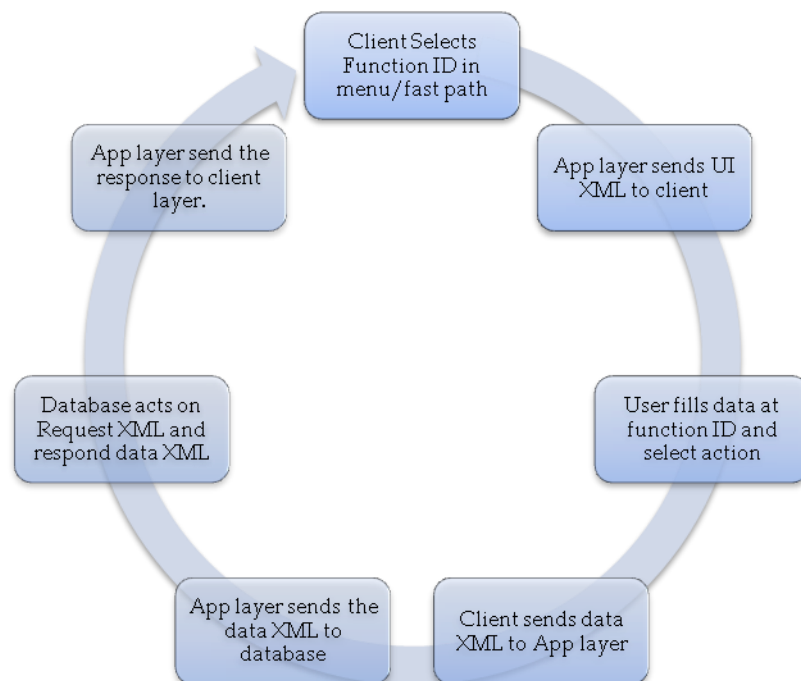 Client Selects
Function ID in
menu/fast path
App layer sends UI
XML to client
User fills data at
function ID and
select action
Client sends data
XML to App layer
App layer sends the
data XML to
database
Database acts on
Request XML and
respond data XML
App layer send the
response to client
layer.